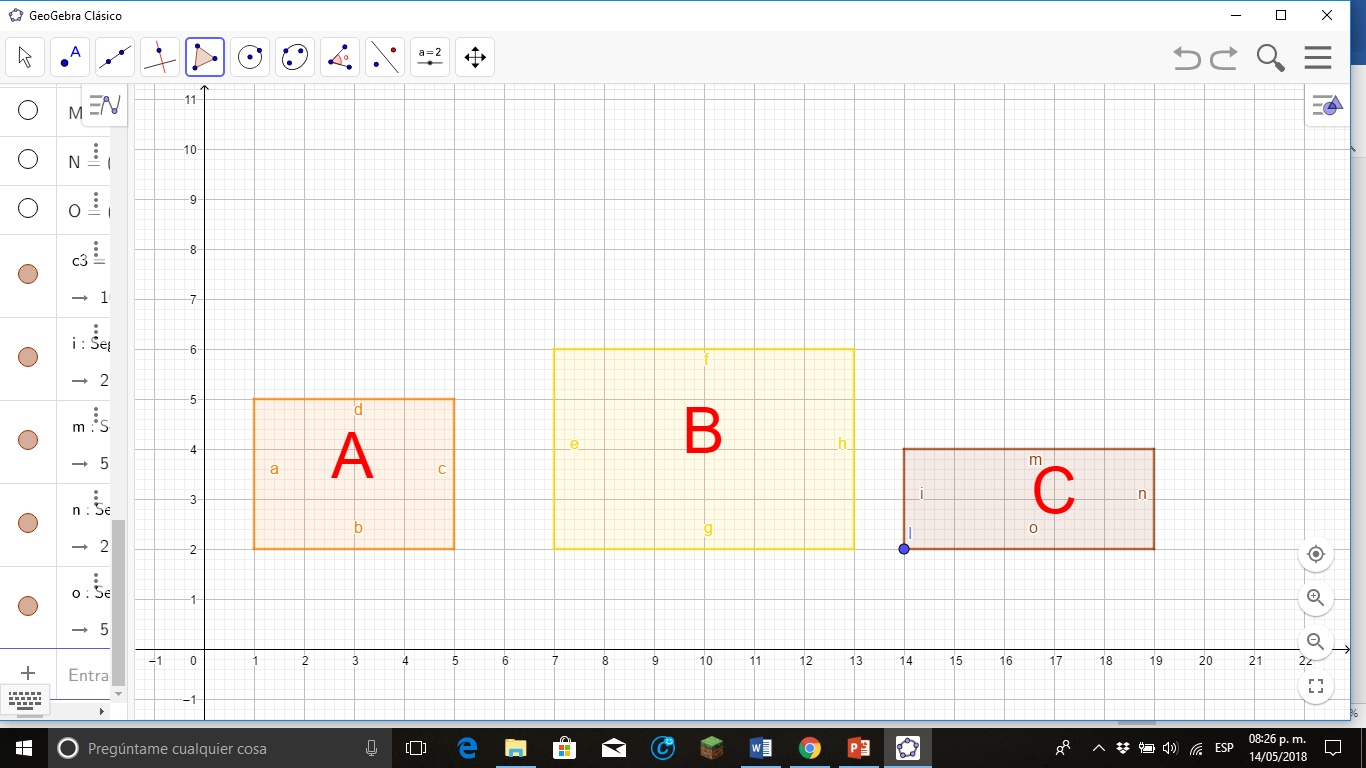 GeoGebra Clásico
A
α
a=2
M
N
(
O
(
c3 =
→ 1
i : Seg
→ 2
m : S
→ 5
n : Se
→ 2
o : Se
→ 5
+ Entra
11
10
9
8
7
6
5
4
3
2
1
−1
−1 0 1 2 3 4 5 6 7 8 9 10 11 12 13 14 15 16 17 18 19 20 21 22
d
A
a c
b
f
B
e h
g
m
C
i n
l o
Pregúntame cualquier cosa
ESP
08:26 p. m.
14/05/2018
%